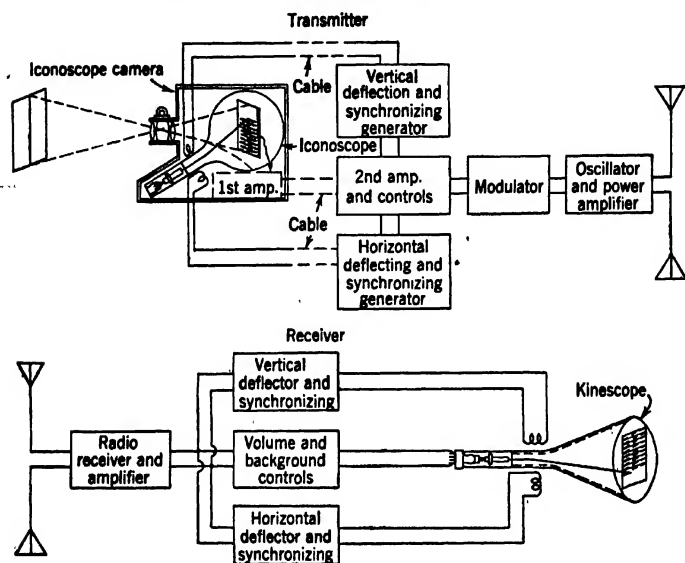 Transmitter
Iconoscope camera
Cable
Vertical
deflection and
synchronizing
generator
Iconoscope
1st amp.
2nd amp.
and controls
Modulator
Oscillator
and power
amplifier
Cable
Horizontal
deflecting and
synchronizing
generator
Receiver
Vertical
deflector and
synchronizing
Kinescope
Radio
receiver and
amplifier
Volume and
background
controls
Horizontal
deflector and
synchronizing